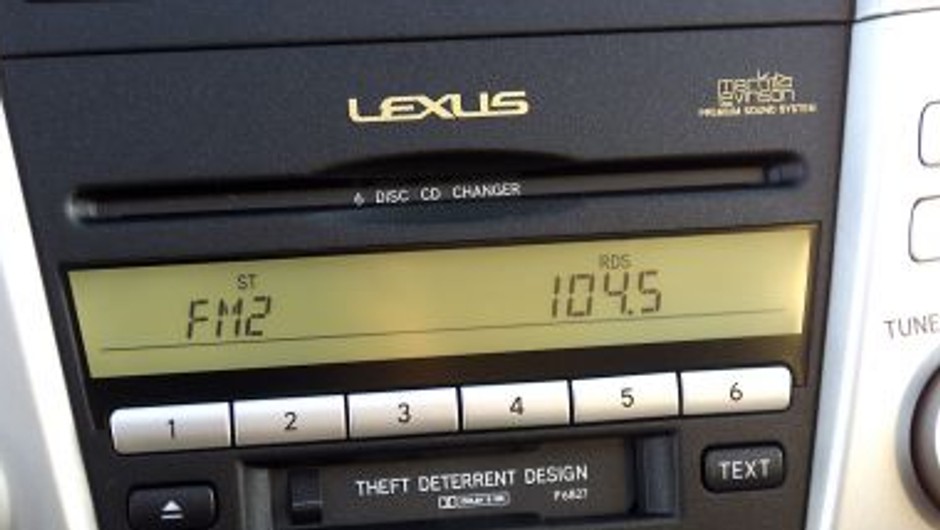 LEXUS
mark levinson
PREMIUM SOUND SYSTEM
6 DISC CD CHANGER
ST
RDS
FM2
104.5
1 2 3 4 5 6
TUNE
THEFT DETERRENT DESIGN
P6827
TEXT